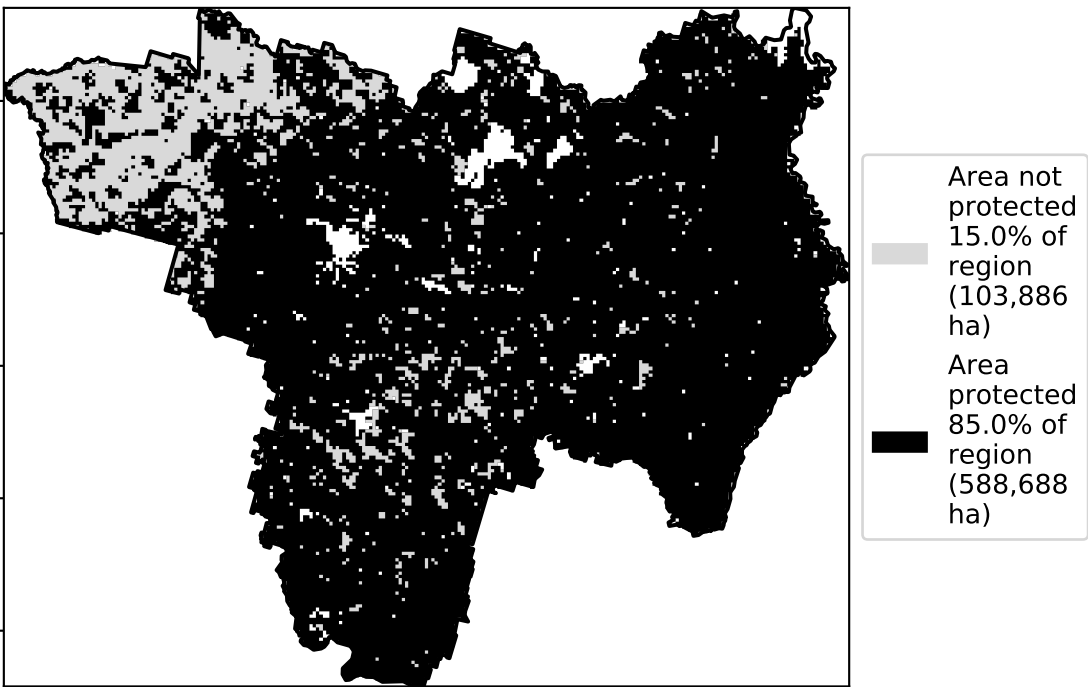 Area not
protected
15.0% of
region
(103,886
ha)
Area
protected
85.0% of
region
(588,688
ha)